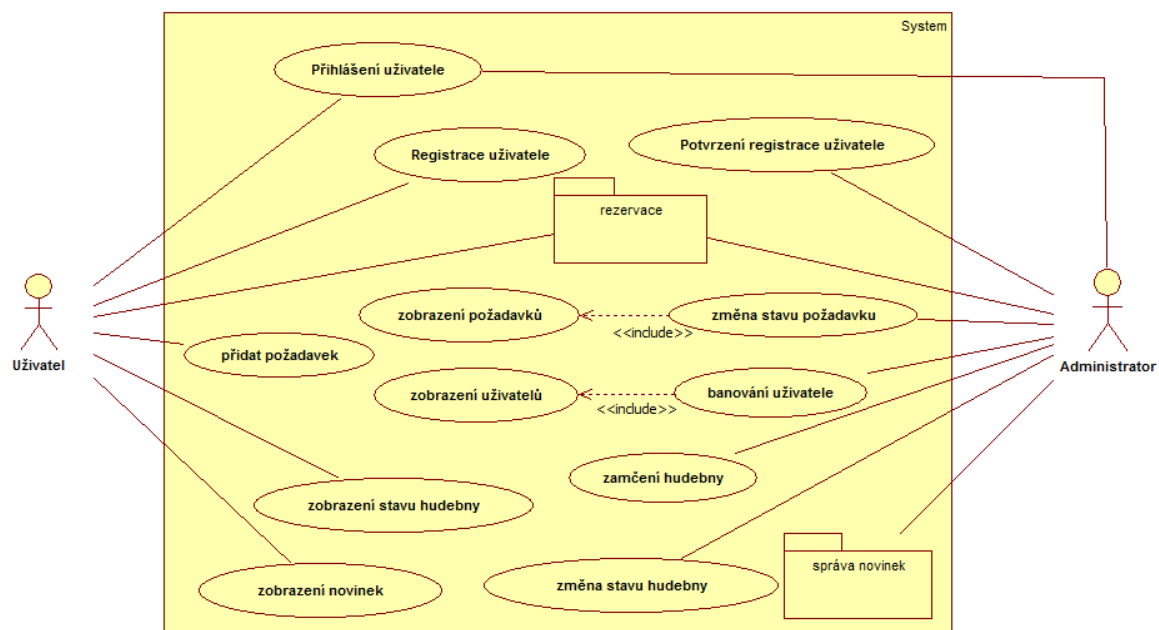 System
Přihlášení uživatele
Potvrzení registrace uživatele
Registrace uživatele
rezervace
zobrazení požadavků
změna stavu požadavku
<<include>>
přidat požadavek
Uživatel
Administrator
zobrazení uživatelů
banování uživatele
<<include>>
zamčení hudebny
zobrazení stavu hudebny
správa novinek
zobrazení novinek
změna stavu hudebny